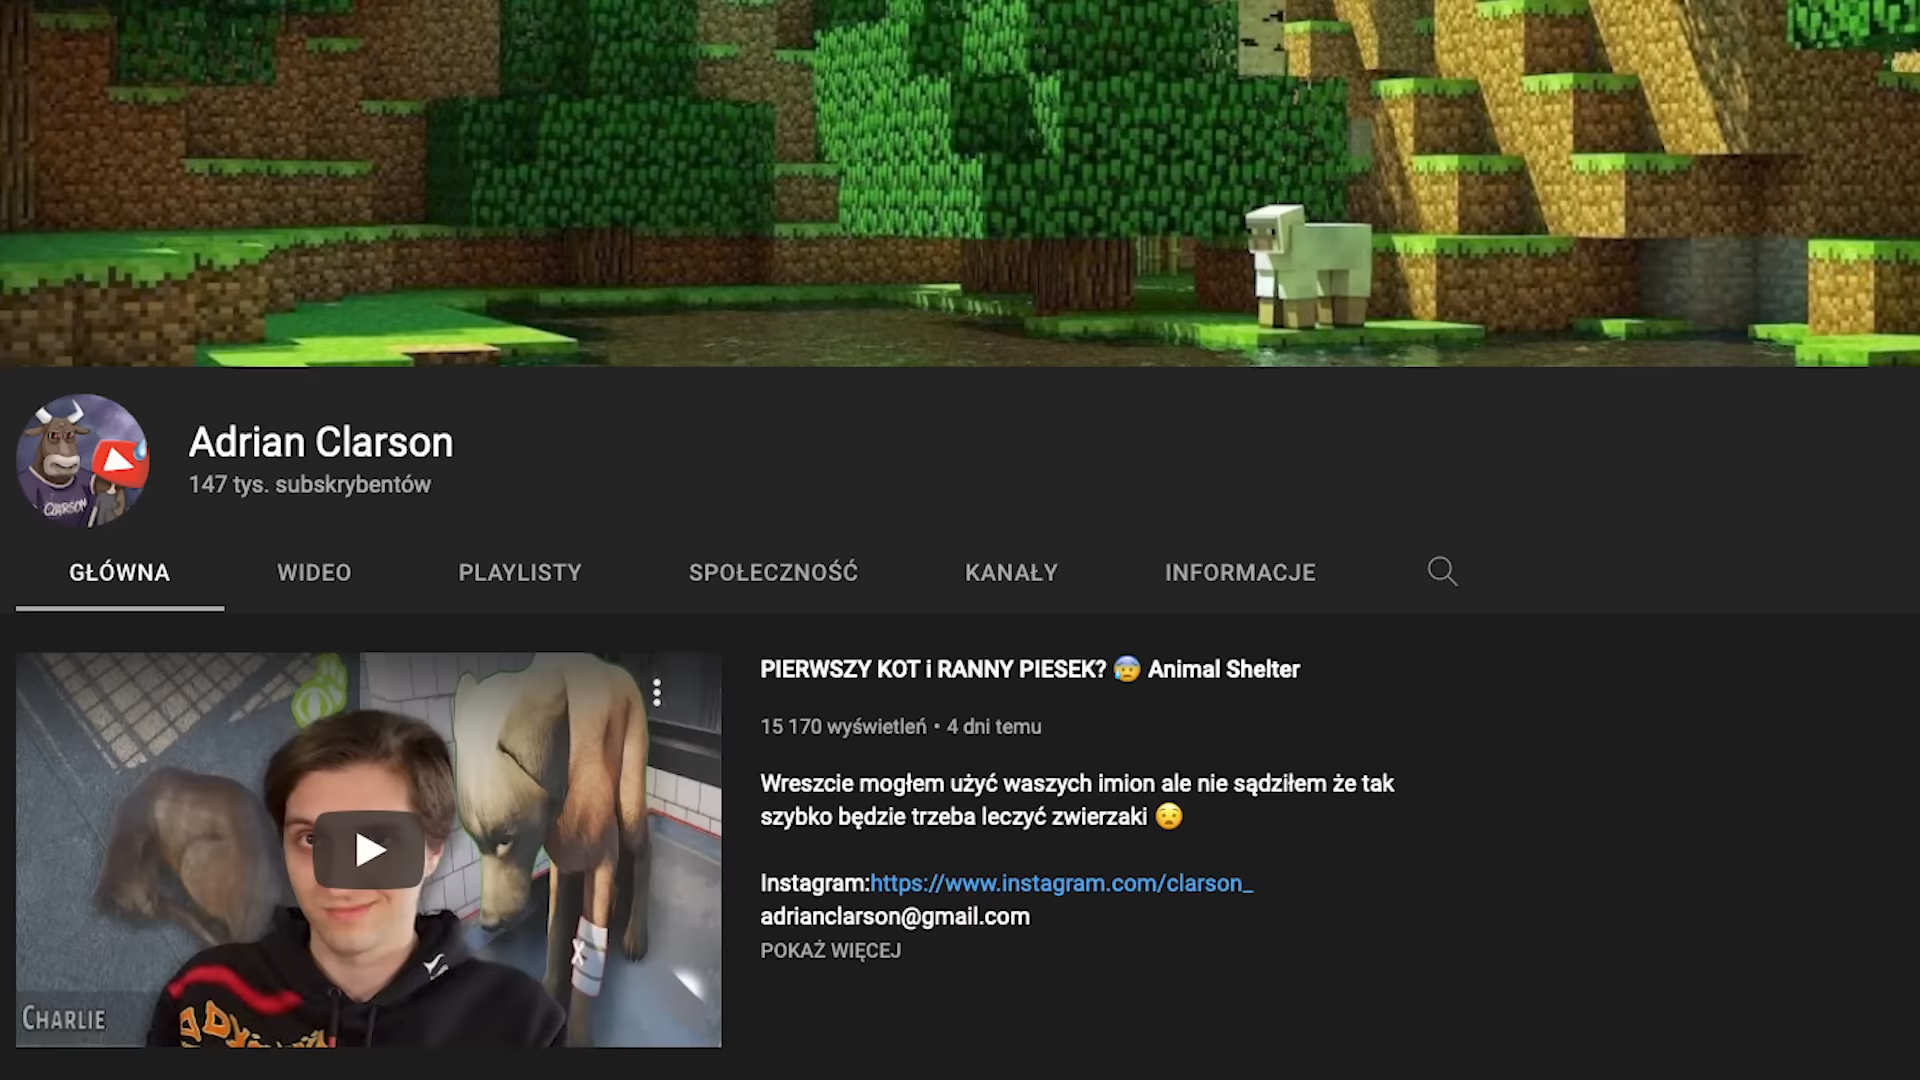 Adrian Clarson
147 tys. subskrybentów
CLARSON
GŁÓWNA WIDEO PLAYLISTY SPOŁECZNOŚĆ KANAŁY INFORMACJE
PIERWSZY KOT i RANNY PIESEK? 😰 Animal Shelter
15 170 wyświetleń • 4 dni temu
Wreszcie mogłem użyć waszych imion ale nie sądziłem że tak
szybko będzie trzeba leczyć zwierzaki 😟
Instagram:https://www.instagram.com/clarson_
adrianclarson@gmail.com
POKAŻ WIĘCEJ
CHARLIE